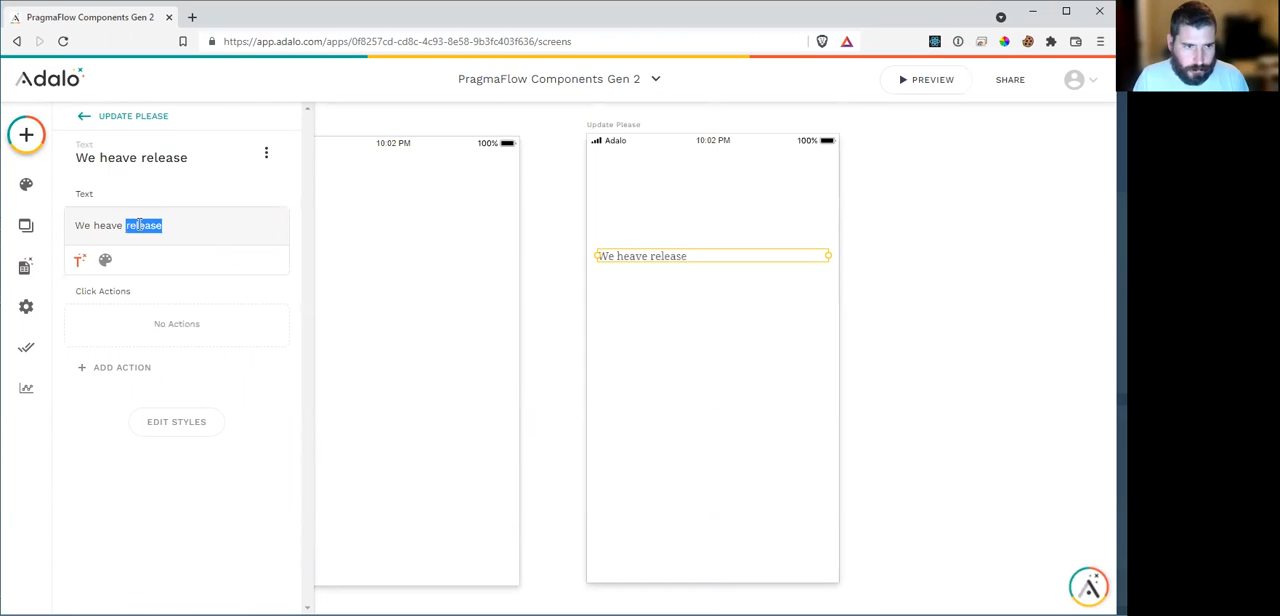 PragmaFlow Components Gen 2
https://app.adalo.com/apps/0f8257cd-cd8c-4c93-8e58-9b3fc403f636/screens
Adalo
PragmaFlow Components Gen 2
PREVIEW
SHARE
UPDATE PLEASE
Text
We heave release
Text
We heave release
Click Actions
No Actions
ADD ACTION
EDIT STYLES
10:02 PM
100%
Update Please
Adalo
10:02 PM
100%
We heave release